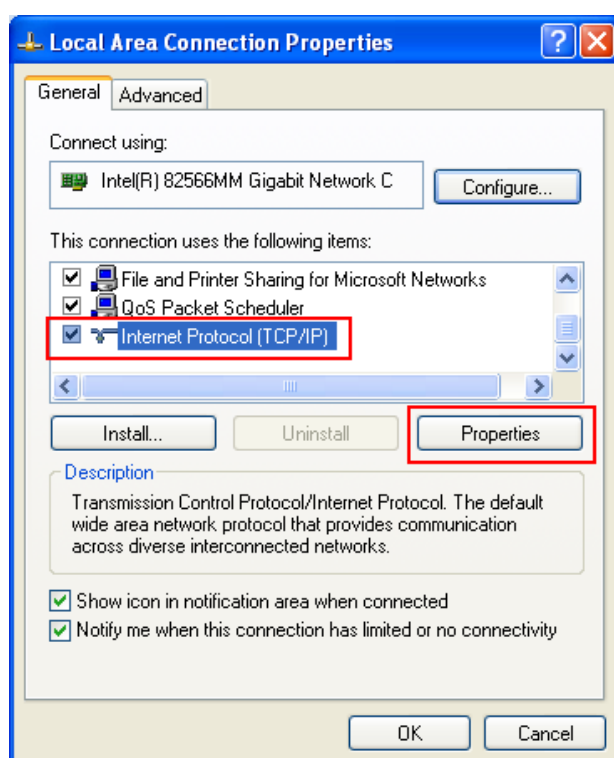 Local Area Connection Properties
General Advanced
Connect using:
Intel(R) 82566MM Gigabit Network C Configure...
This connection uses the following items:
File and Printer Sharing for Microsoft Networks
QoS Packet Scheduler
Internet Protocol (TCP/IP)
Install... Uninstall Properties
Description
Transmission Control Protocol/Internet Protocol. The default
wide area network protocol that provides communication
across diverse interconnected networks.
Show icon in notification area when connected
Notify me when this connection has limited or no connectivity
OK Cancel